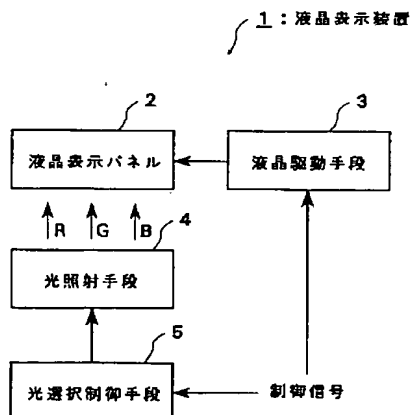 1：液晶表示装置
2
3
液晶表示パネル
液晶駆動手段
R G B
4
光照射手段
5
光選択制御手段
制御信号